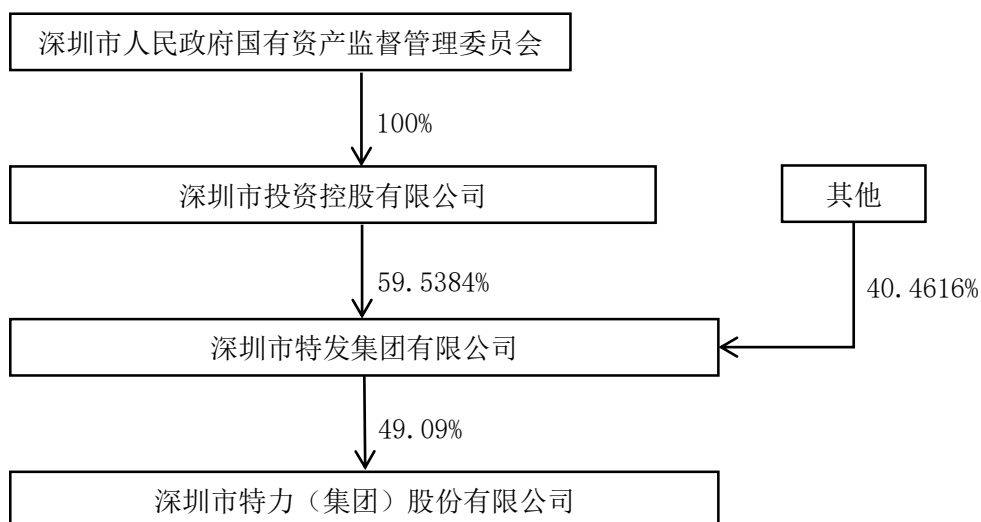 深圳市人民政府国有资产监督管理委员会
100%
深圳市投资控股有限公司
其他
59.5384%
40.4616%
深圳市特发集团有限公司
49.09%
深圳市特力（集团）股份有限公司